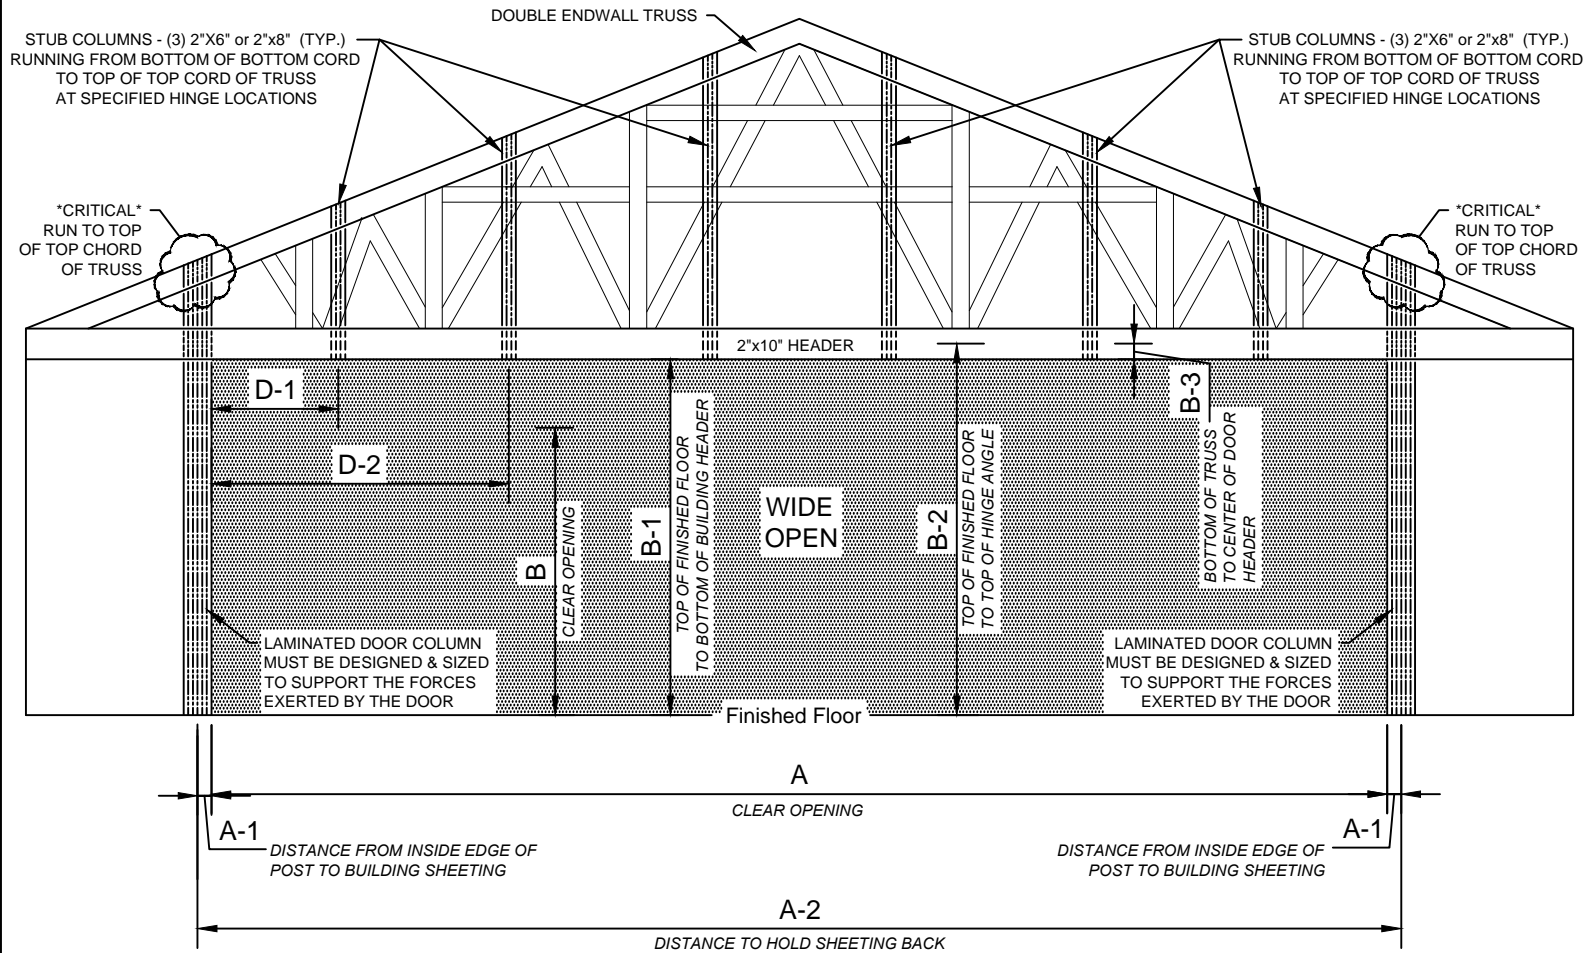 DOUBLE ENDWALL TRUSS
STUB COLUMNS - (3) 2"X6" or 2"x8" (TYP.)
RUNNING FROM BOTTOM OF BOTTOM CORD
TO TOP OF TOP CORD OF TRUSS
AT SPECIFIED HINGE LOCATIONS
STUB COLUMNS - (3) 2"X6" or 2"x8" (TYP.)
RUNNING FROM BOTTOM OF BOTTOM CORD
TO TOP OF TOP CORD OF TRUSS
AT SPECIFIED HINGE LOCATIONS
*CRITICAL*
RUN TO TOP
OF TOP CHORD
OF TRUSS
*CRITICAL*
RUN TO TOP
OF TOP CHORD
OF TRUSS
2"x10" HEADER
D-1
D-2
B
CLEAR OPENING
B-1
TOP OF FINISHED FLOOR
TO BOTTOM OF BUILDING HEADER
WIDE
OPEN
B-2
TOP OF FINISHED FLOOR
TO TOP OF HINGE ANGLE
B-3
BOTTOM OF TRUSS
TO CENTER OF DOOR
HEADER
LAMINATED DOOR COLUMN
MUST BE DESIGNED & SIZED
TO SUPPORT THE FORCES
EXERTED BY THE DOOR
LAMINATED DOOR COLUMN
MUST BE DESIGNED & SIZED
TO SUPPORT THE FORCES
EXERTED BY THE DOOR
Finished Floor
A
CLEAR OPENING
A-1
DISTANCE FROM INSIDE EDGE OF
POST TO BUILDING SHEETING
A-1
DISTANCE FROM INSIDE EDGE OF
POST TO BUILDING SHEETING
A-2
DISTANCE TO HOLD SHEETING BACK